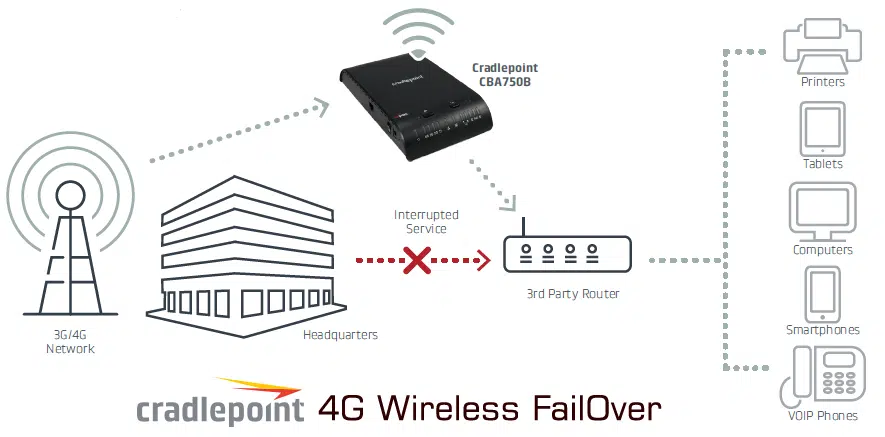 Cradlepoint
CBA750B
cradlepoint
Printers
Tablets
Interrupted
Service
Computers
3rd Party Router
3G/4G
Network
Headquarters
Smartphones
VOIP Phones
cradlepoint 4G Wireless FailOver